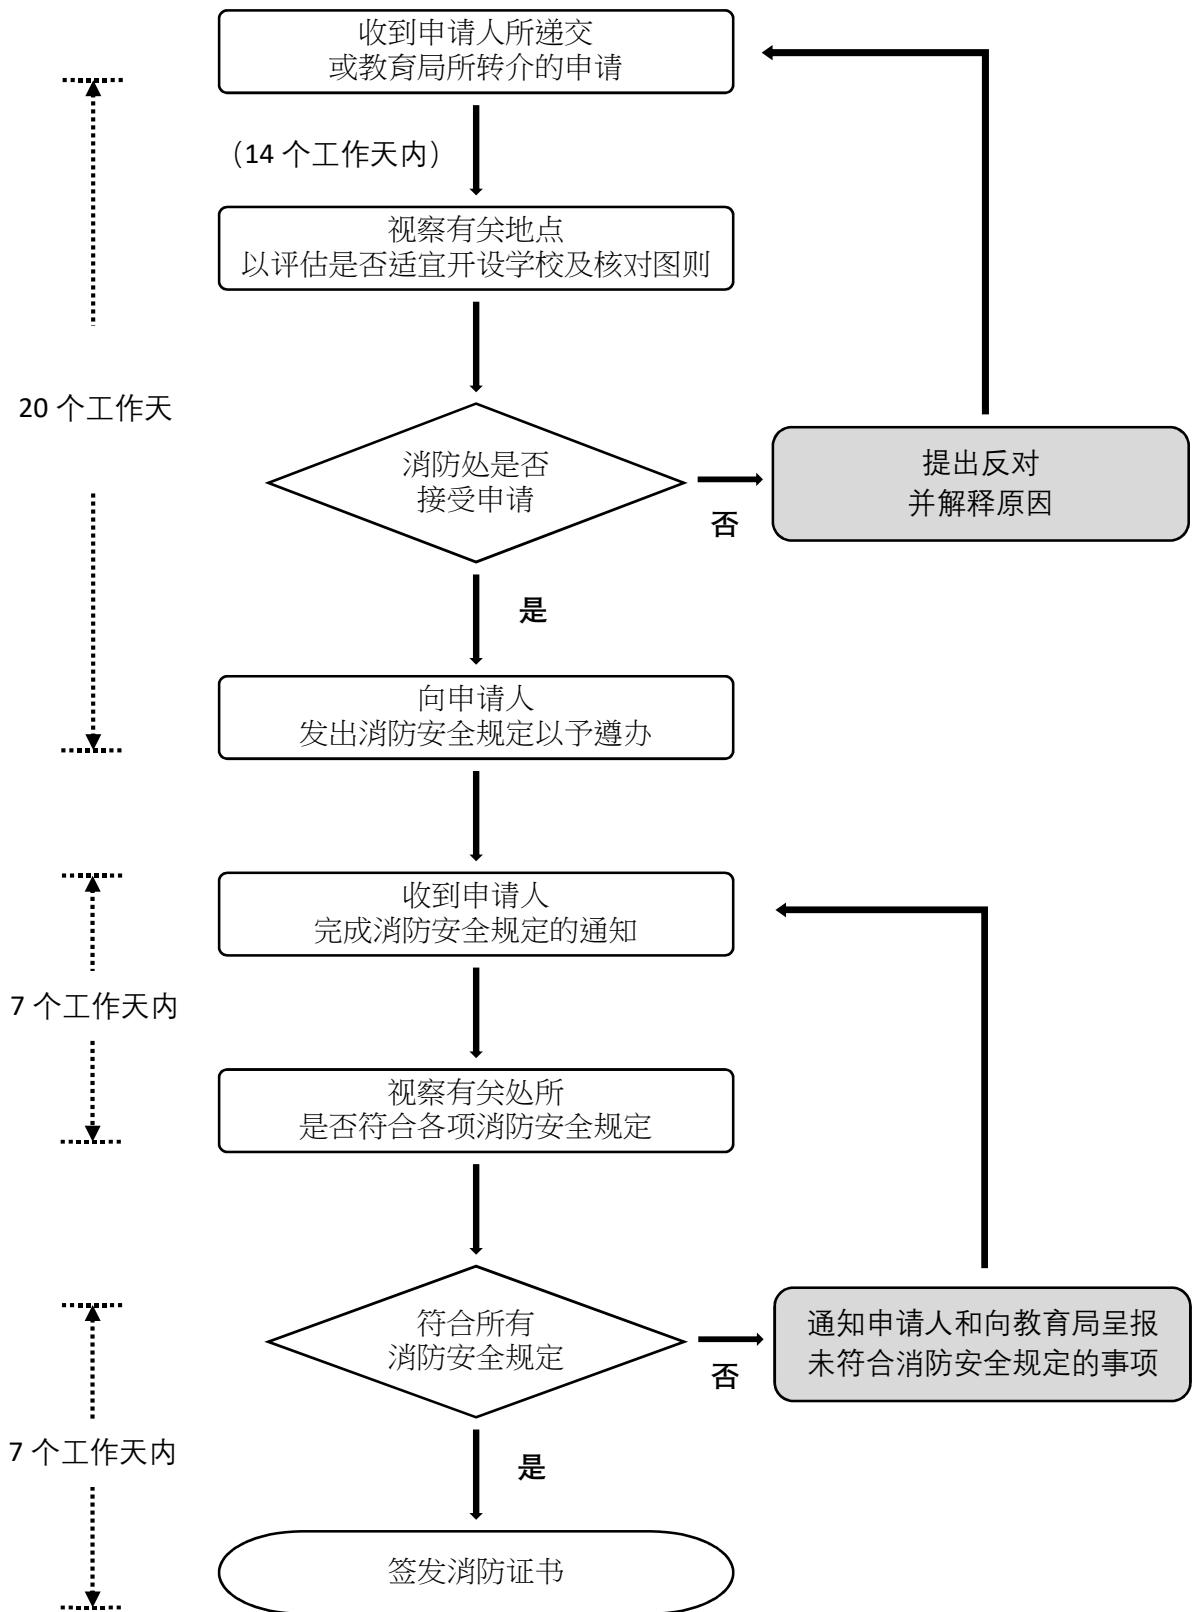 收到申请人所递交
或教育局所转介的申请
（14 个工作天内）
视察有关地点
以评估是否适宜开设学校及核对图则
20 个工作天
消防处是否
接受申请
否
提出反对
并解释原因
是
向申请人
发出消防安全规定以予遵办
收到申请人
完成消防安全规定的通知
7 个工作天内
视察有关处所
是否符合各项消防安全规定
符合所有
消防安全规定
否
通知申请人和向教育局呈报
未符合消防安全规定的事项
7 个工作天内
是
签发消防证书